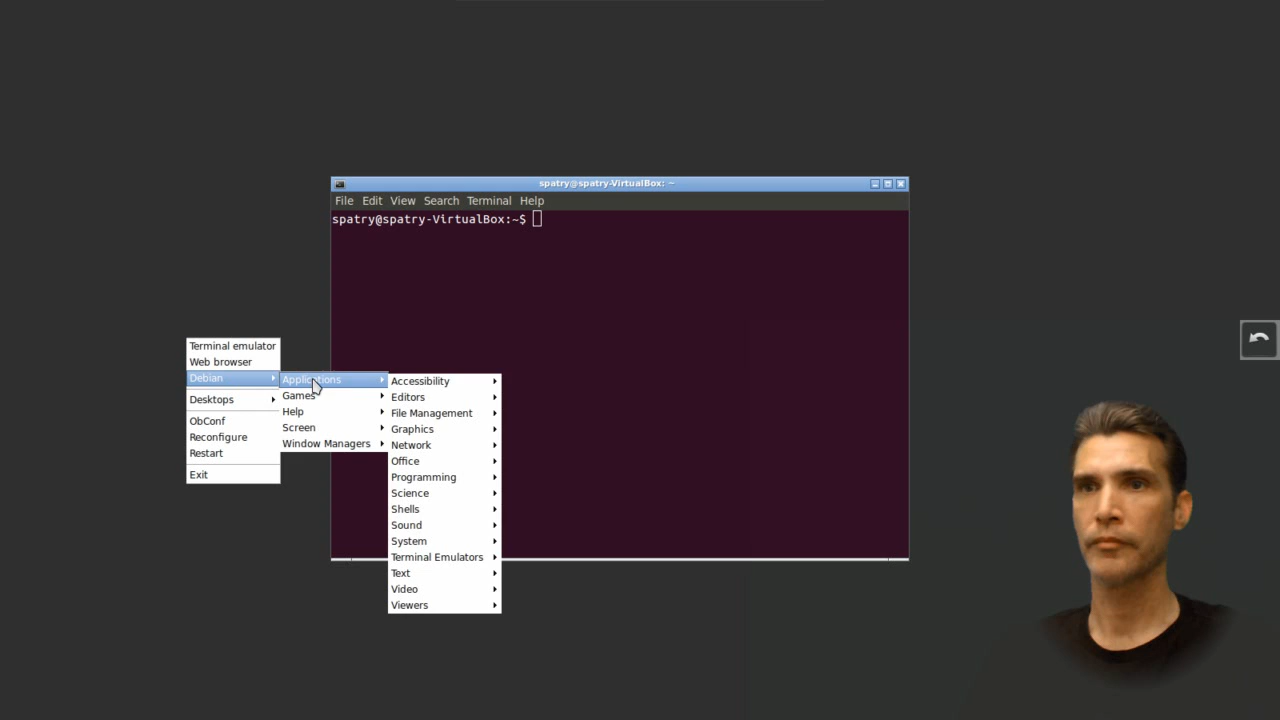 spatry@spatry-VirtualBox: ~
File Edit View Search Terminal Help
spatry@spatry-VirtualBox:~$
Terminal emulator
Web browser
Debian
Desktops
ObConf
Reconfigure
Restart
Exit
Applications
Games
Help
Screen
Window Managers
Accessibility
Editors
File Management
Graphics
Network
Office
Programming
Science
Shells
Sound
System
Terminal Emulators
Text
Video
Viewers